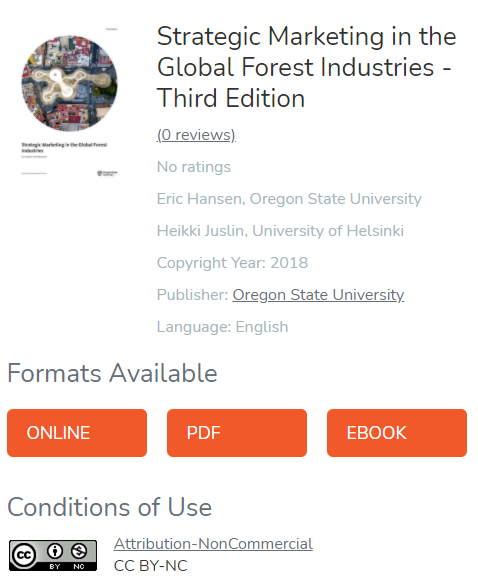 Strategic Marketing in the
Global Forest Industries -
Third Edition
(0 reviews)
No ratings
Eric Hansen, Oregon State University
Heikki Juslin, University of Helsinki
Copyright Year: 2018
Publisher: Oregon State University
Language: English
Strategic Marketing in the Global Forest
Industries
Formats Available
ONLINE
PDF
EBOOK
Conditions of Use
cc
BY NC
Attribution-NonCommercial
CC BY-NC